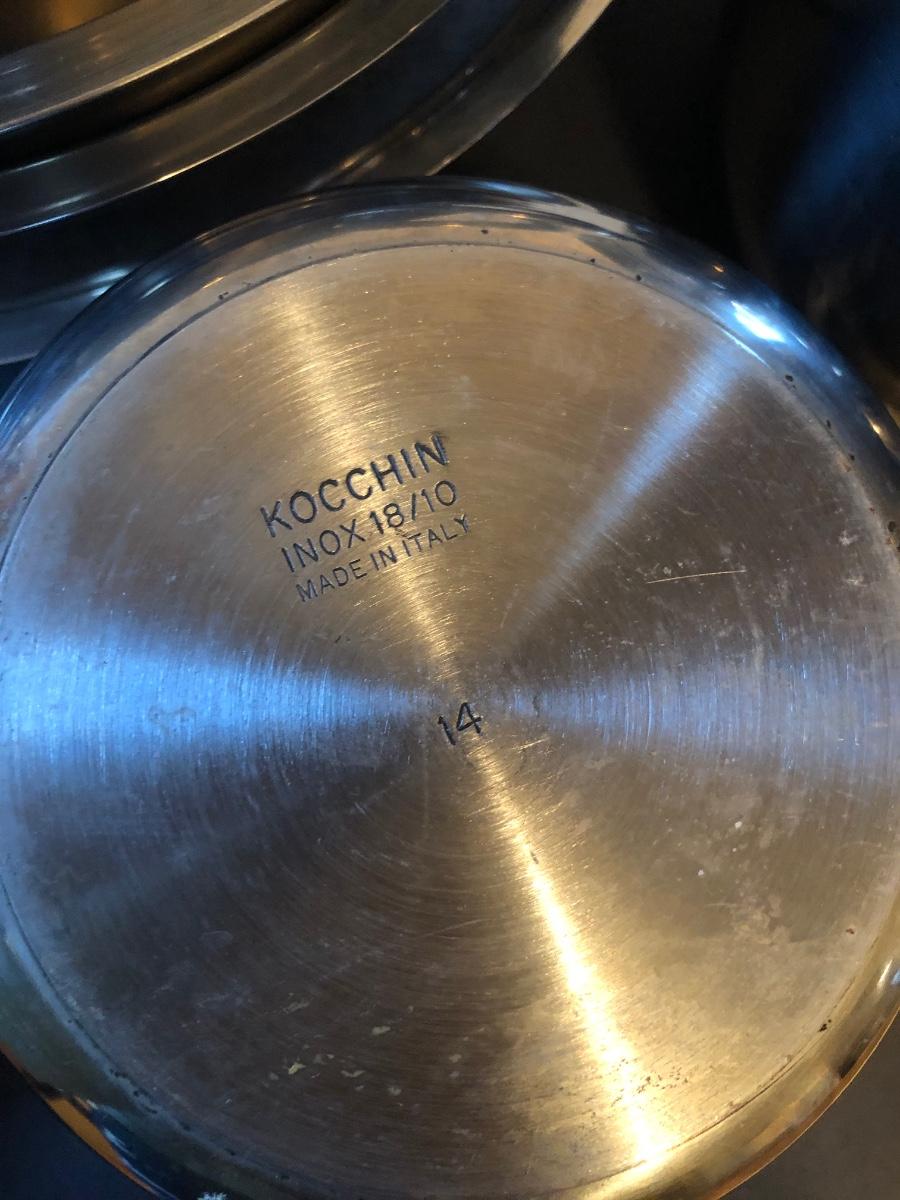 KOCCHIN
INOX 18/10
MADE IN ITALY
14